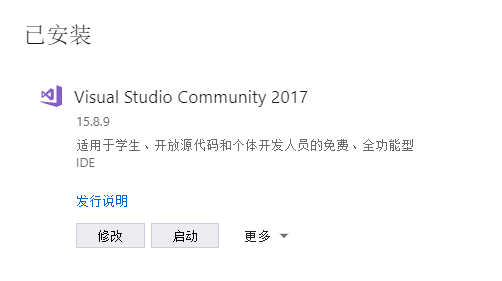 已安装
Visual Studio Community 2017
15.8.9
适用于学生、开放源代码和个体开发人员的免费、全功能型
IDE
发行说明
修改 启动 更多